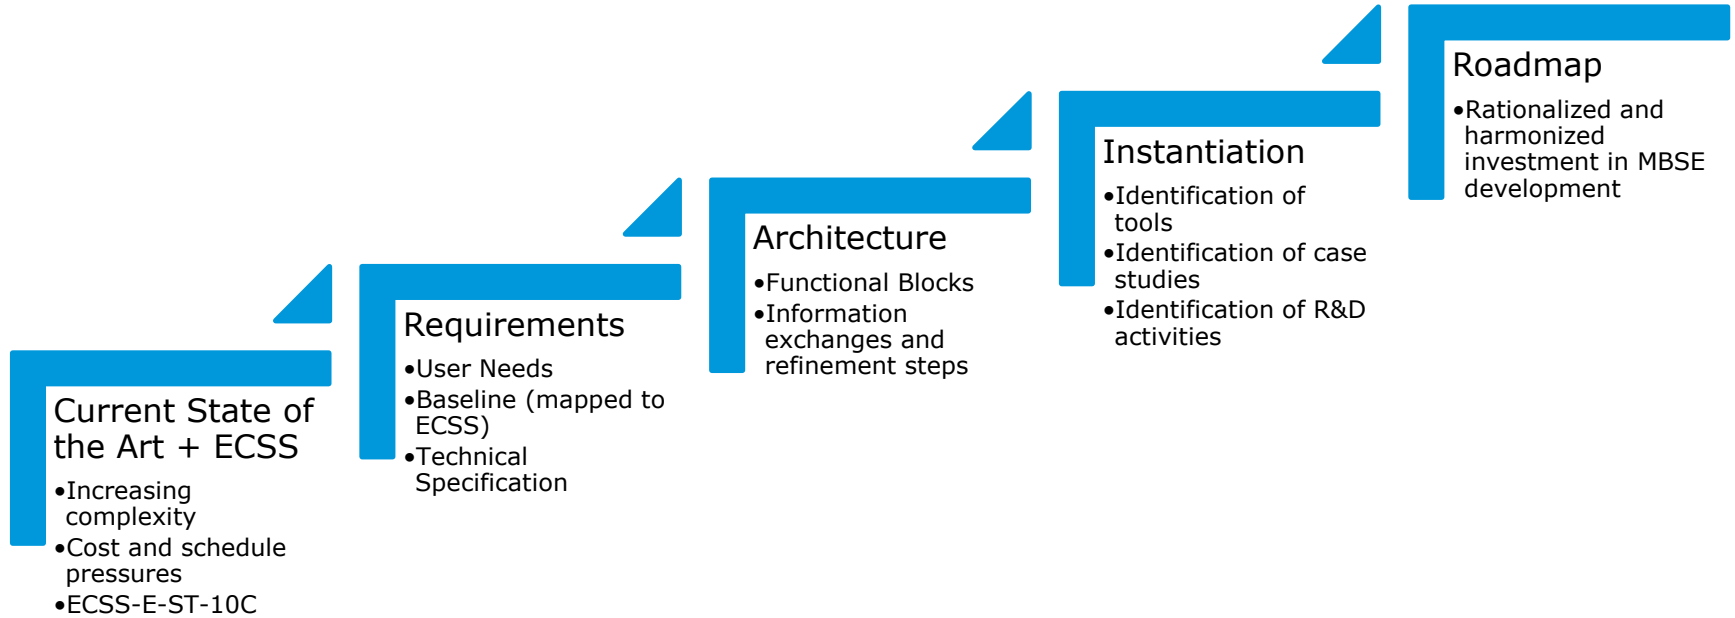 Current State of
the Art + ECSS
•Increasing
complexity
•Cost and schedule
pressures
•ECSS-E-ST-10C
Requirements
•User Needs
•Baseline (mapped to
ECSS)
•Technical
Specification
Architecture
•Functional Blocks
•Information
exchanges and
refinement steps
Instantiation
•Identification of
tools
•Identification of case
studies
•Identification of R&D
activities
Roadmap
•Rationalized and
harmonized
investment in MBSE
development